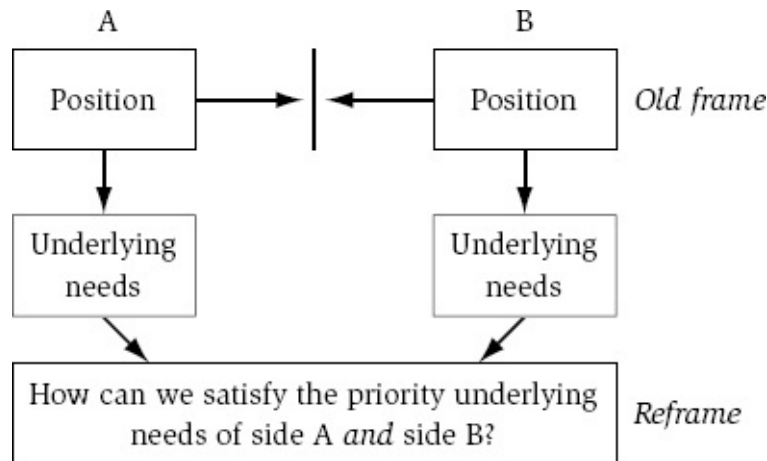 A
B
Position
Position
Old frame
Underlying
needs
Underlying
needs
How can we satisfy the priority underlying
needs of side A and side B?
Reframe